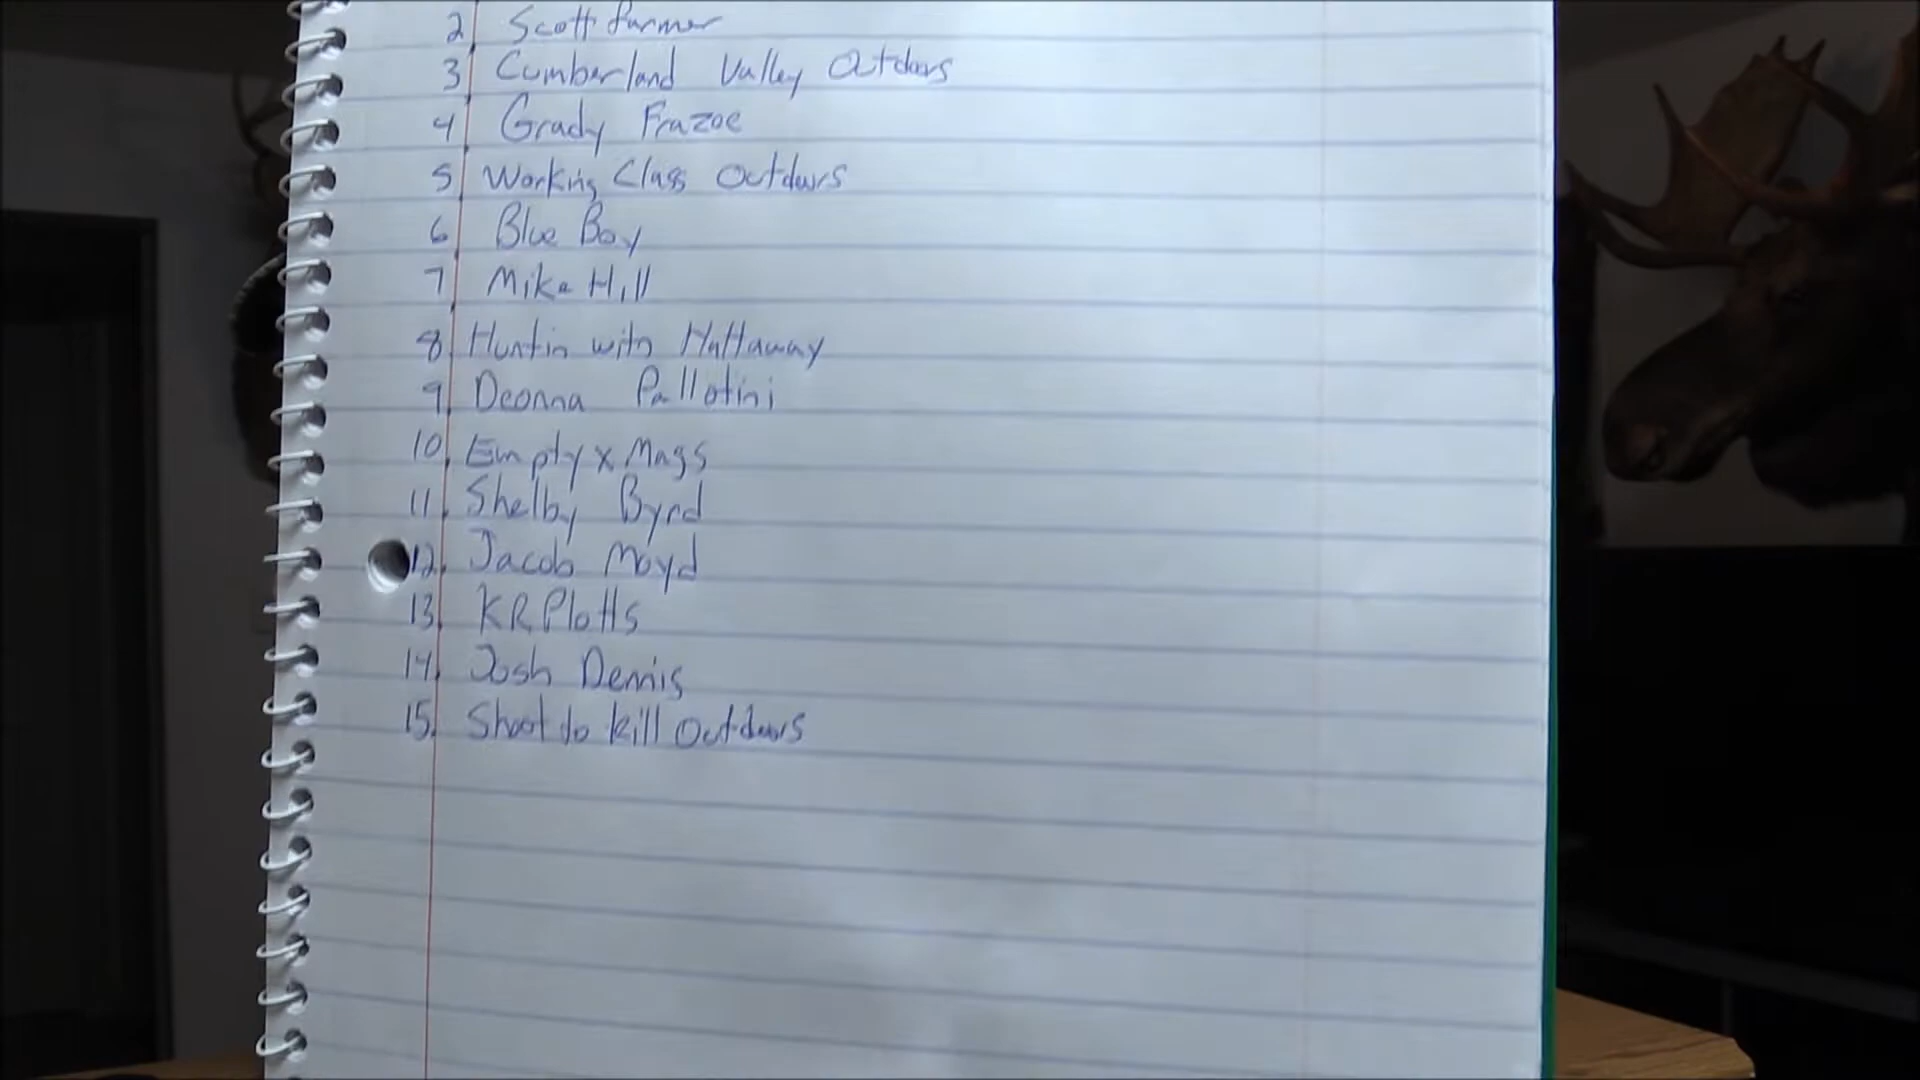 2. Scott farmer
3 Cumberland Valley Outdoors
4 Grady Frazoe
5 Working Class Outdoors
6 Blue Boy
7 Mike Hill
8. Huntin with Hattaway
9. Deonna Pallotini
10. Empty x Mags
11. Shelby Byrd
12. Jacob Moyd
13. KR Plotts
14. Josh Dennis
15. Shoot to kill Outdoors